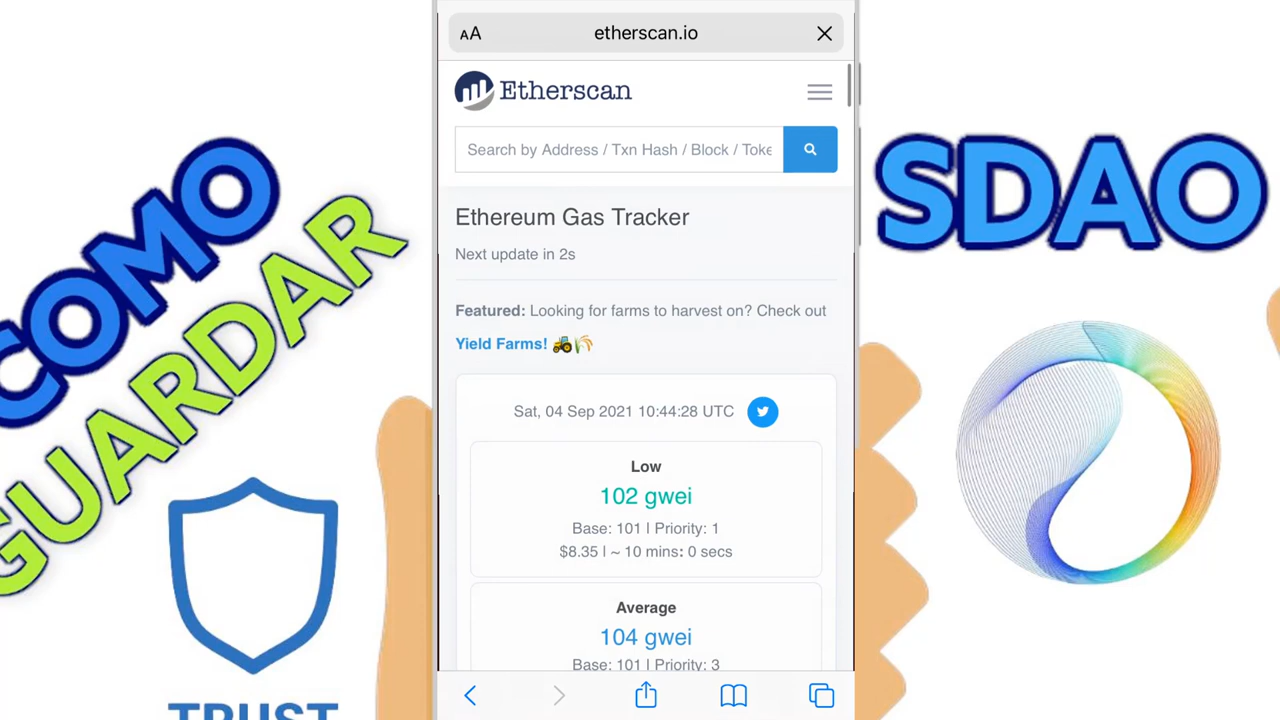 COMO
GUARDAR
TRUST
AA etherscan.io
Etherscan
Search by Address / Txn Hash / Block / Toke
Ethereum Gas Tracker
Next update in 2s
Featured: Looking for farms to harvest on? Check out
Yield Farms!
Sat, 04 Sep 2021 10:44:28 UTC
Low
102 gwei
Base: 101 | Priority: 1
$8.35 | ~ 10 mins: 0 secs
Average
104 gwei
Base: 101 | Priority: 3
SDAO